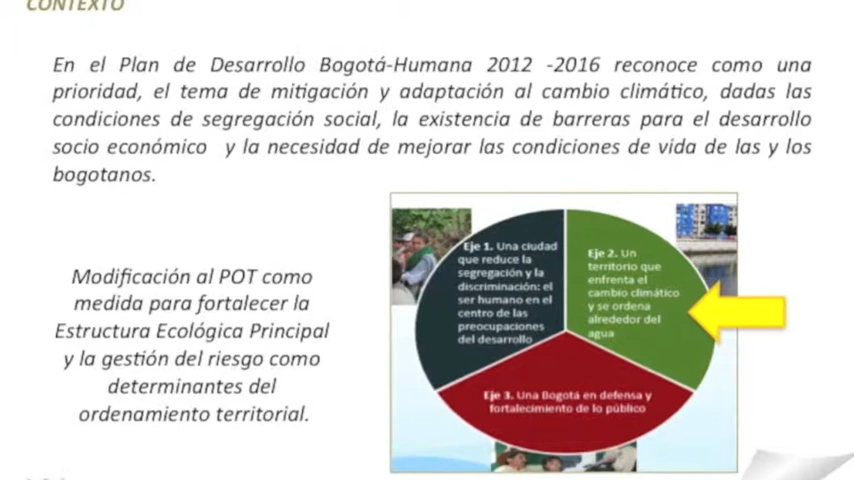 CONTEXTO
En el Plan de Desarrollo Bogotá-Humana 2012 -2016 reconoce como una
prioridad, el tema de mitigación y adaptación al cambio climático, dadas las
condiciones de segregación social, la existencia de barreras para el desarrollo
socio económico y la necesidad de mejorar las condiciones de vida de las y los
bogotanos.
Modificación al POT como
medida para fortalecer la
Estructura Ecológica Principal
y la gestión del riesgo como
determinantes del
ordenamiento territorial.
Eje 1. Una ciudad
que reduce la
segregación y la
discriminación: el
ser humano en el
centro de las
preocupaciones
del desarrollo
Eje 2. Un
territorio que
enfrenta el
cambio climático
y se ordena
alrededor del
agua
Eje 3. Una Bogotá en defensa y
fortalecimiento de lo público